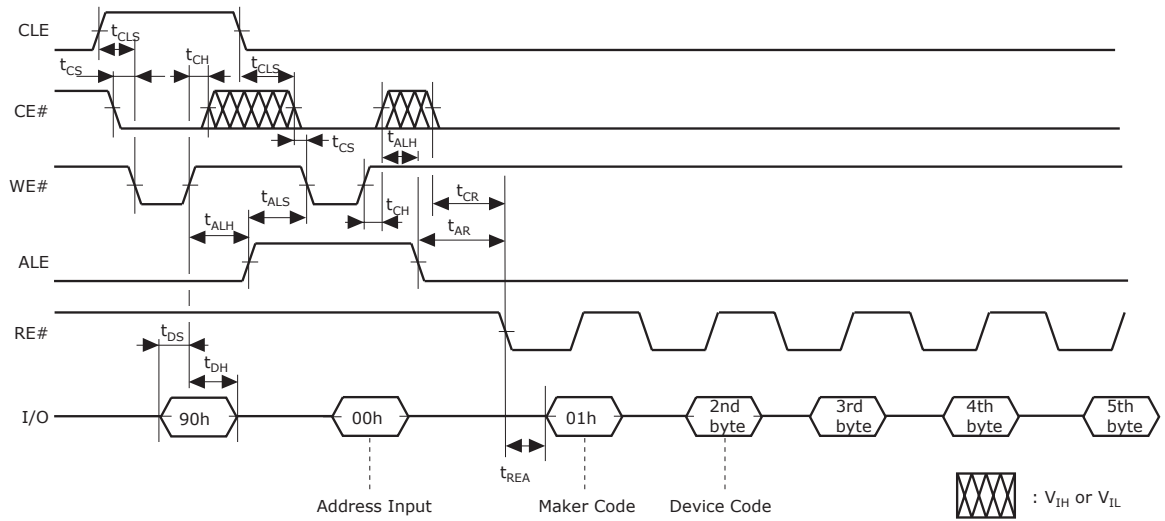 CLE
tCLS
tCS
tCH
tCLS
CE#
tCS
tALH
WE#
tALS
tCH
tCR
tALH
tAR
ALE
RE#
tDS
tDH
I/O
90h
00h
01h
2nd
byte
3rd
byte
4th
byte
5th
byte
tREA
Address Input
Maker Code
Device Code
: VIH or VIL